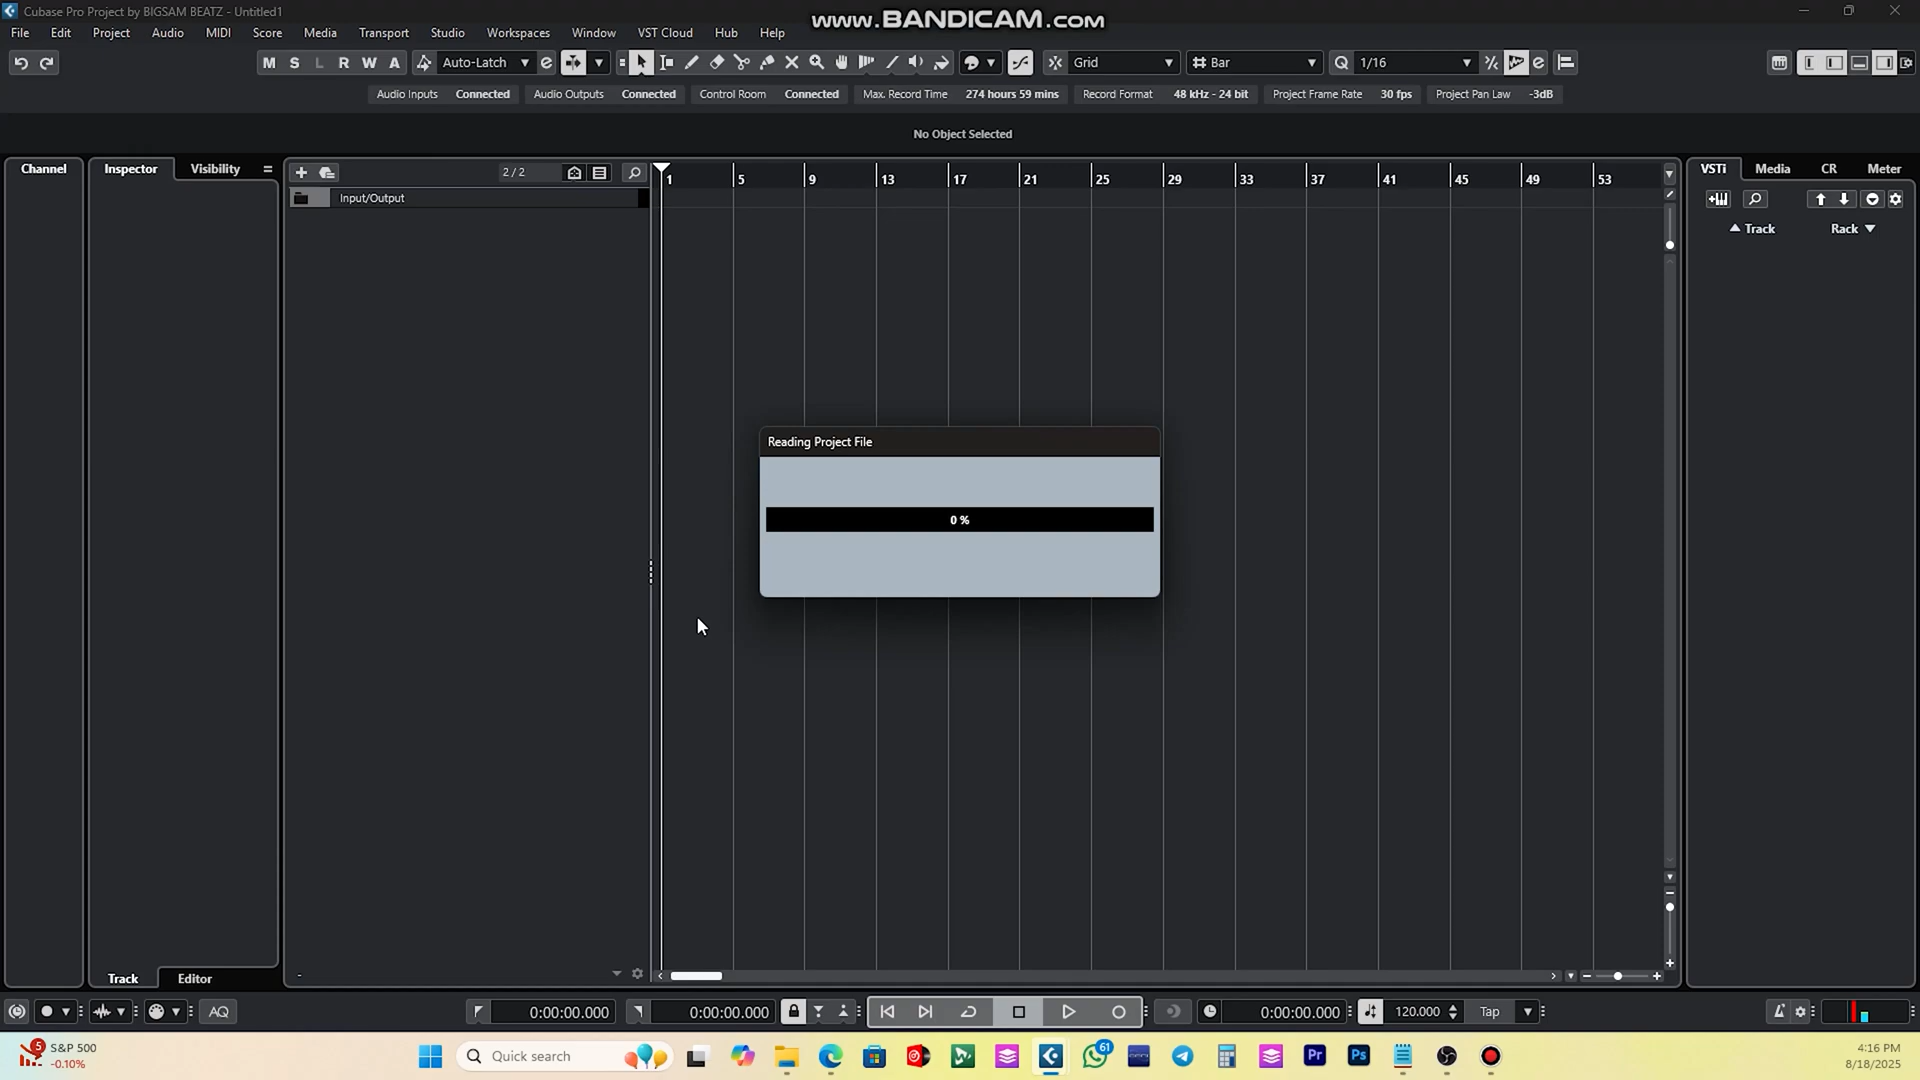 Cubase Pro Project by BIGSAM BEATZ - Untitled1
www.BANDICAM.com
File Edit Project Audio MIDI Score Media Transport Studio Workspaces Window VST Cloud Hub Help
M S L R W A Auto-Latch Grid Bar 1/16
Audio Inputs Connected Audio Outputs Connected Control Room Connected Max. Record Time 274 hours 59 mins Record Format 48 kHz - 24 bit Project Frame Rate 30 fps Project Pan Law -3dB
No Object Selected
Channel Inspector Visibility 2/2 1 5 9 13 17 21 25 29 33 37 41 45 49 53 VSTi Media CR Meter
Input/Output
Track Rack
Reading Project File
0 %
Track Editor -
AQ 0:00:00.000 0:00:00.000 0:00:00.000 120.000 Tap
5 S&P 500
-0.10%
Quick search
61
Pr Ps
4:16 PM
8/18/2025